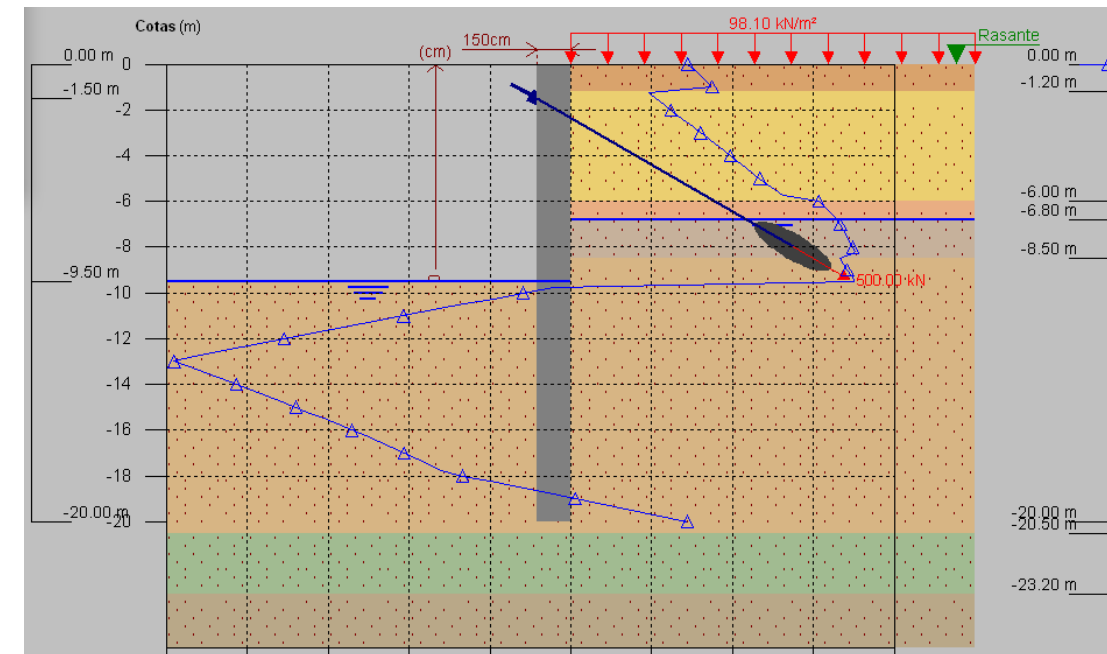 Cotas (m)
98.10 kN/m²
150cm
Rasante
(cm)
0.00 m
0
0.00 m
-1.50 m
-1.20 m
-2
-4
-6
-6.00 m
-6.80 m
-8
-8.50 m
-9.50 m
500.00 kN
-10
-12
-14
-16
-18
-20.00 m
-20
-20.00 m
-20.50 m
-23.20 m